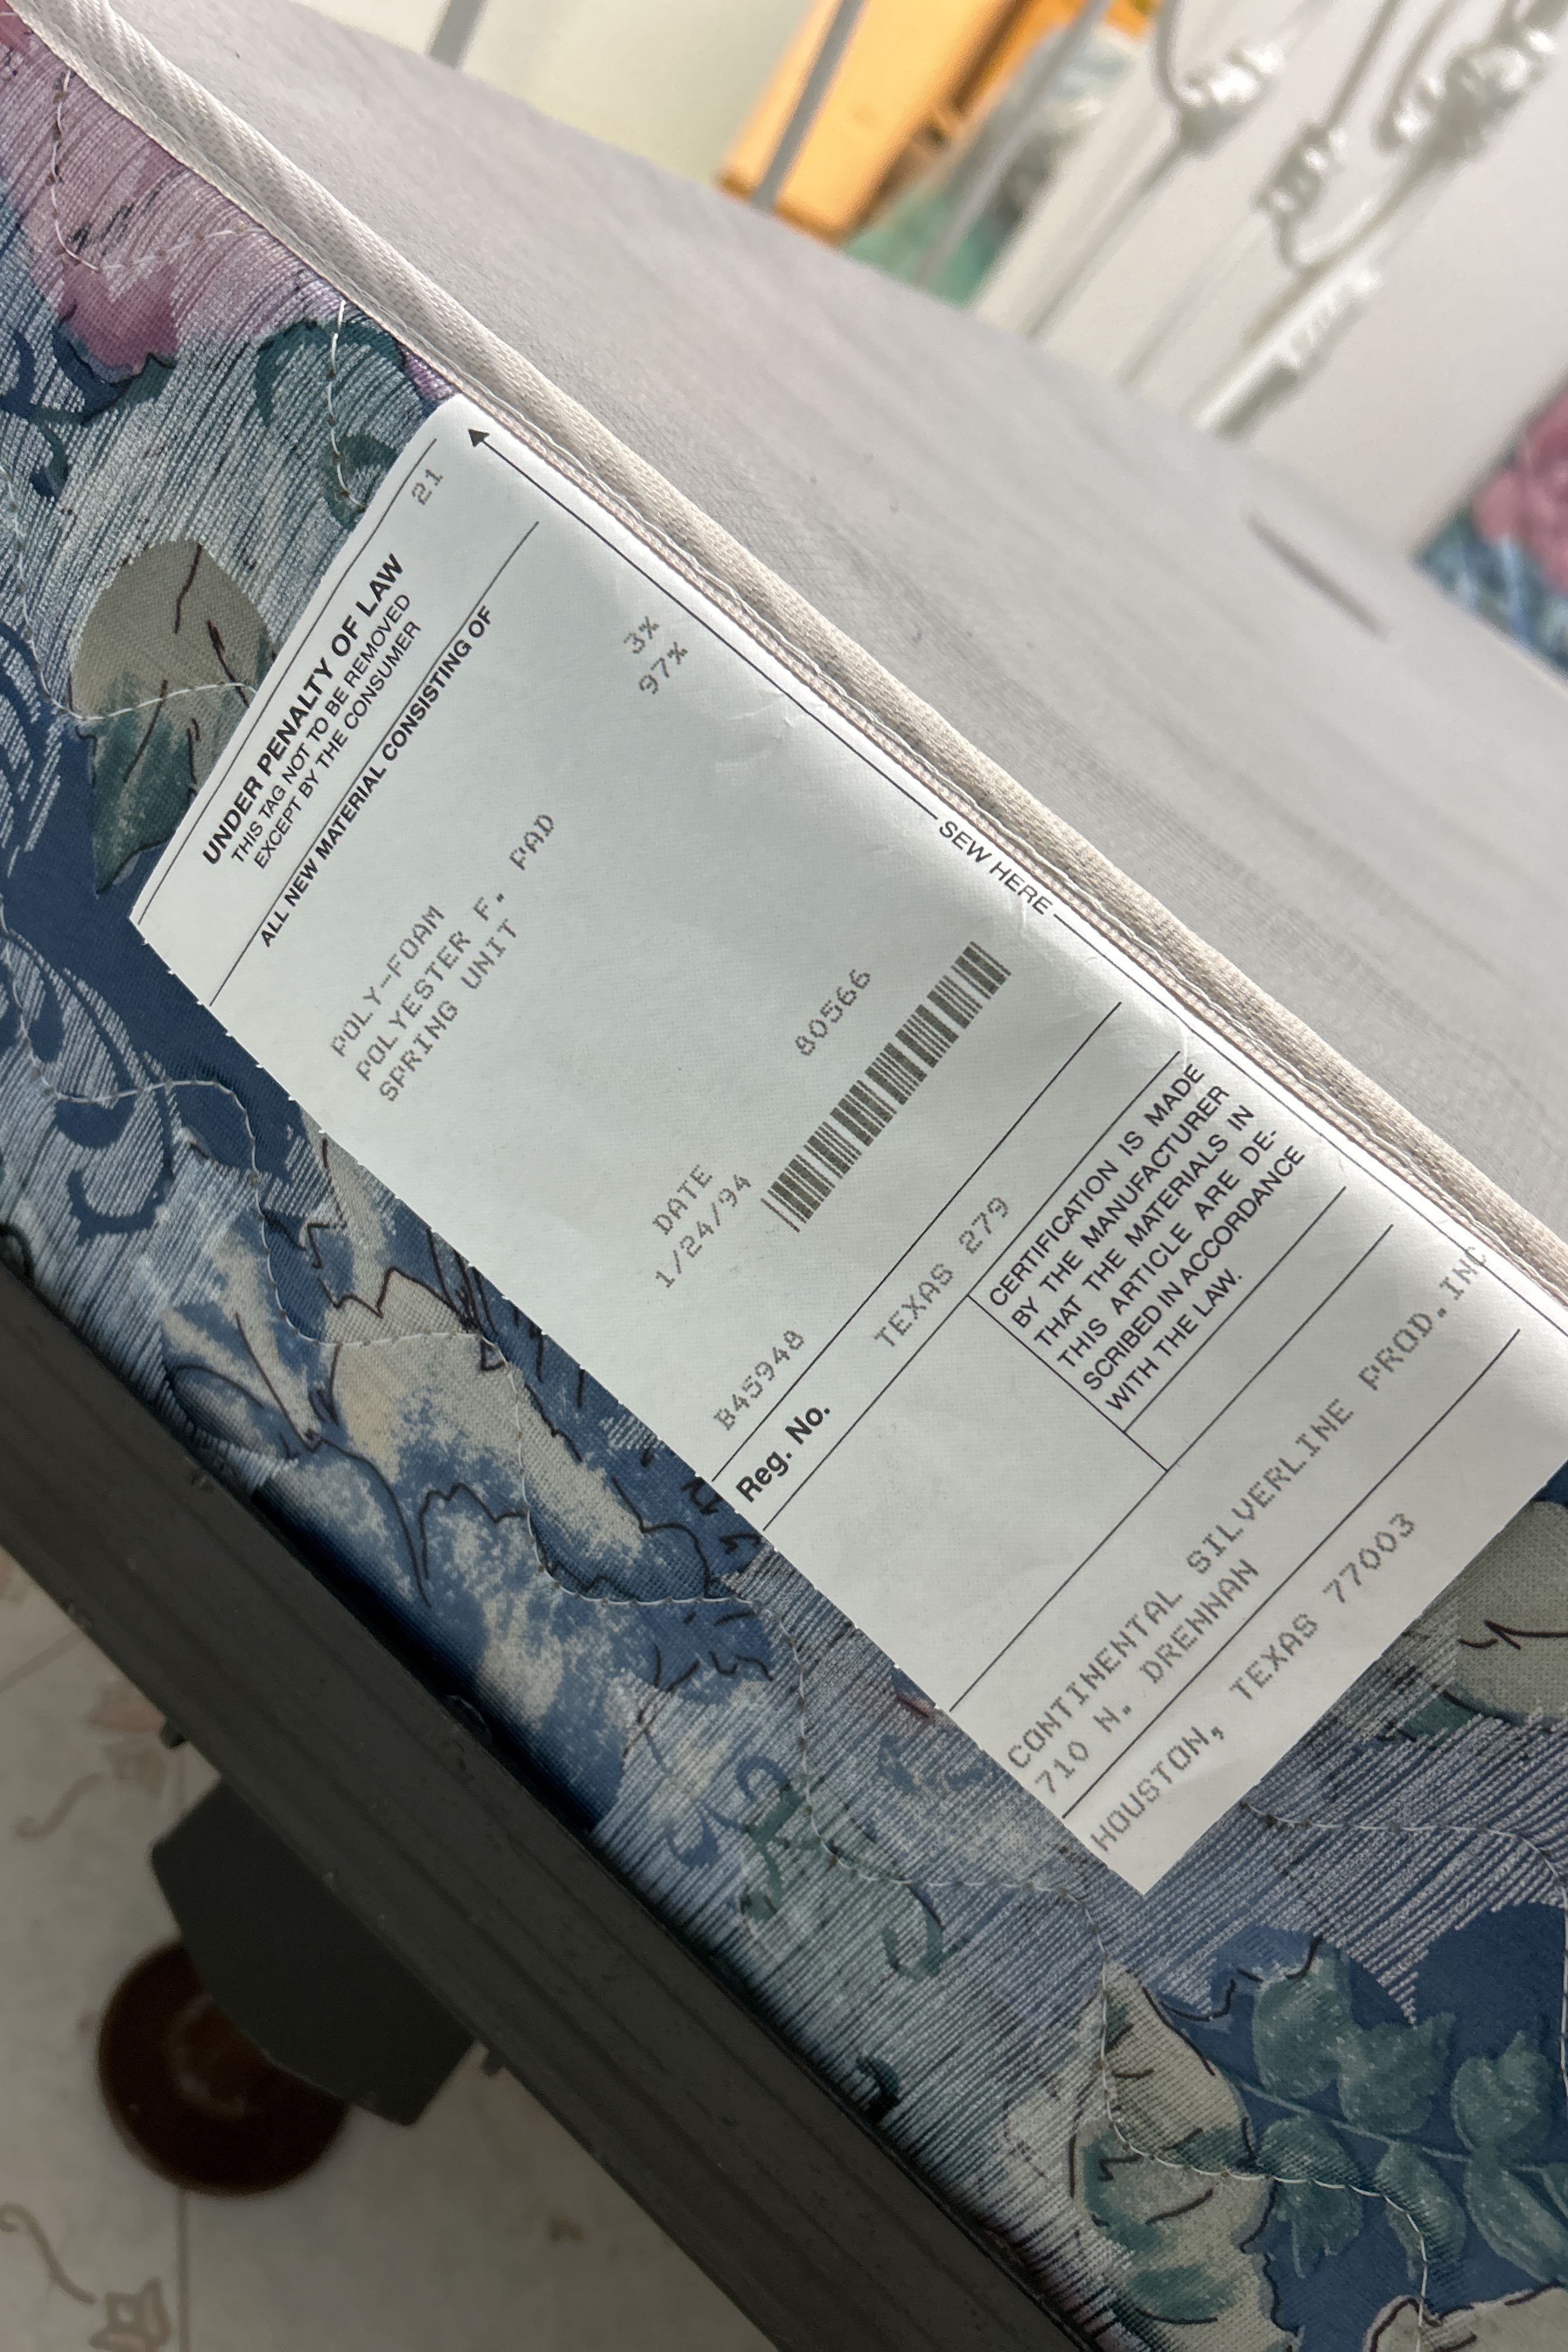 21
UNDER PENALTY OF LAW
THIS TAG NOT TO BE REMOVED
EXCEPT BY THE CONSUMER
ALL NEW MATERIAL CONSISTING OF
POLY-FOAM 3%
POLYESTER F. PAD 97%
SPRING UNIT
DATE
1/24/94
80566
B45948
Reg. No. TEXAS 279
CERTIFICATION IS MADE
BY THE MANUFACTURER
THAT THE MATERIALS IN
THIS ARTICLE ARE DE-
SCRIBED IN ACCORDANCE
WITH THE LAW.
CONTINENTAL SILVERLINE PROD.INC
710 N. DRENNAN
HOUSTON, TEXAS 77003
SEW HERE